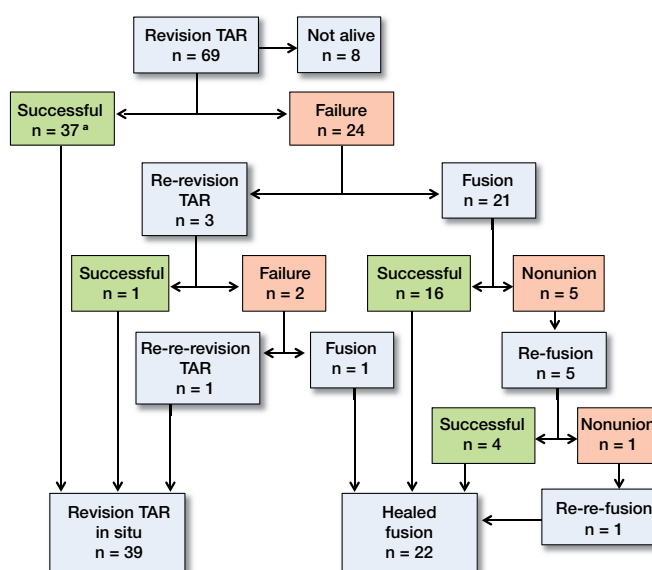 Revision TAR
n = 69
Not alive
n = 8
Successful
n = 37 ª
Failure
n = 24
Re-revision
TAR
n = 3
Fusion
n = 21
Successful
n = 1
Failure
n = 2
Successful
n = 16
Nonunion
n = 5
Re-re-revision
TAR
n = 1
Fusion
n = 1
Re-fusion
n = 5
Successful
n = 4
Nonunion
n = 1
Revision TAR
in situ
n = 39
Healed
fusion
n = 22
Re-re-fusion
n = 1